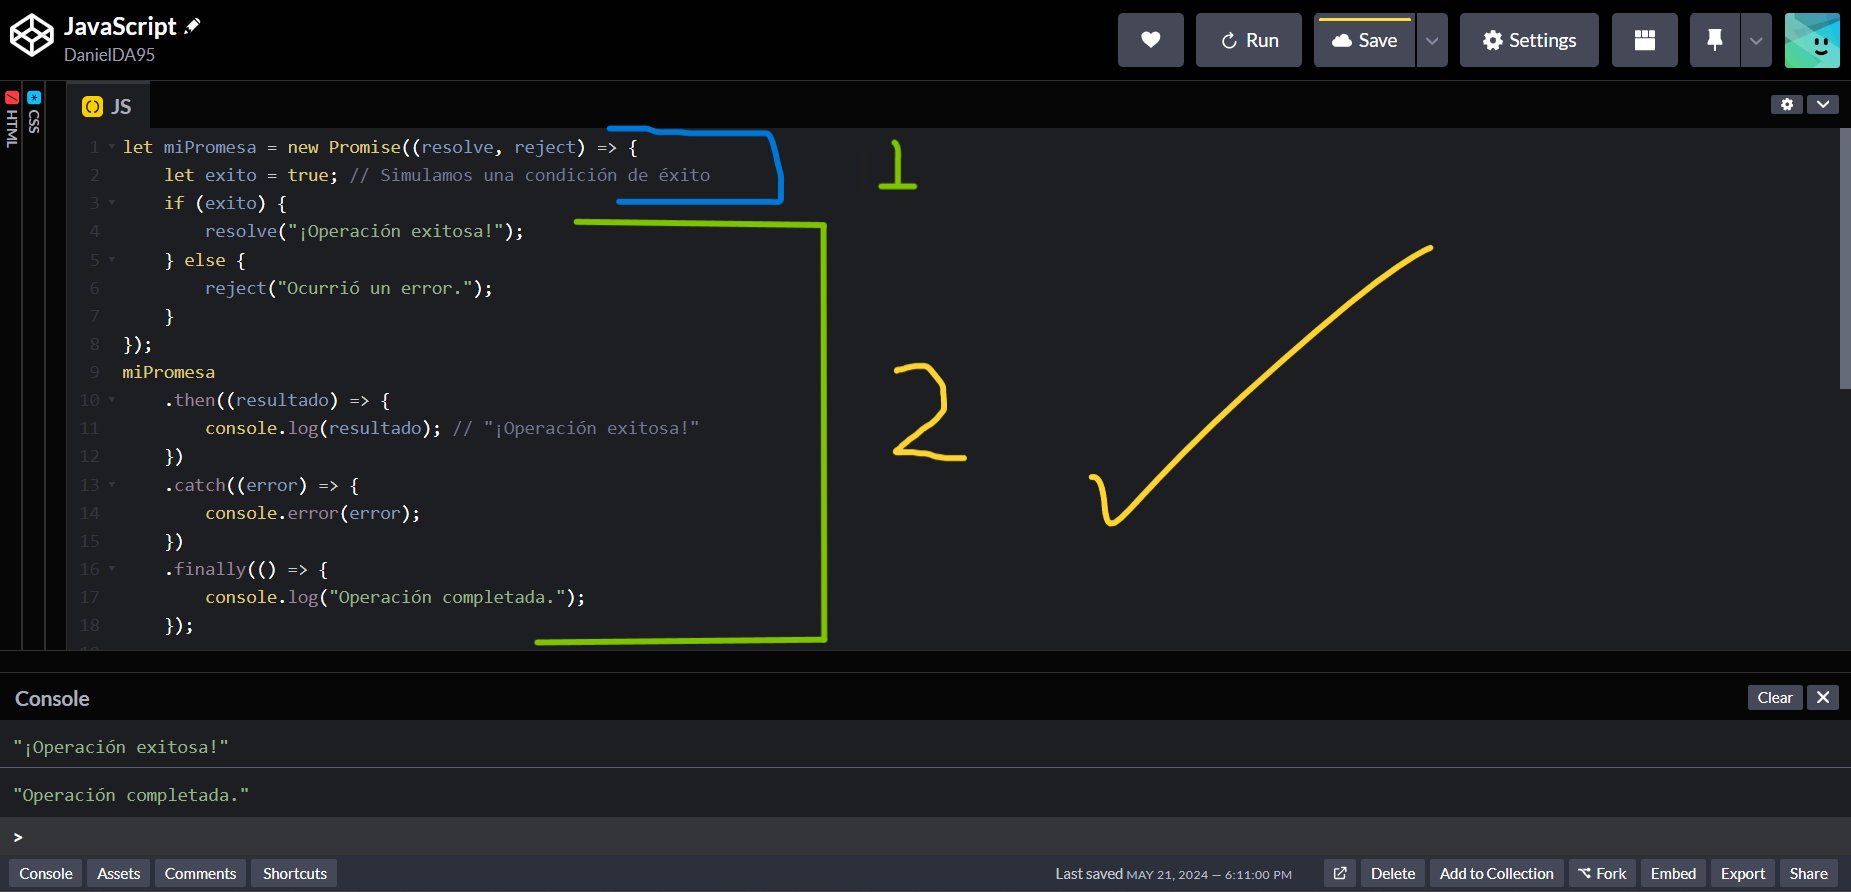 JavaScript
DanielDA95
Run
Save
Settings
HTML
CSS
JS
1 let miPromesa = new Promise((resolve, reject) => {
2 let exito = true; // Simulamos una condición de éxito
3 if (exito) {
4 resolve("¡Operación exitosa!");
5 } else {
6 reject("Ocurrió un error.");
7 }
8 });
9 miPromesa
10 .then((resultado) => {
11 console.log(resultado); // "¡Operación exitosa!"
12 })
13 .catch((error) => {
14 console.error(error);
15 })
16 .finally(() => {
17 console.log("Operación completada.");
18 });
1
2
Console
Clear
"¡Operación exitosa!"
"Operación completada."
>
Console Assets Comments Shortcuts
Last saved MAY 21, 2024 — 6:11:00 PM
Delete Add to Collection Fork Embed Export Share